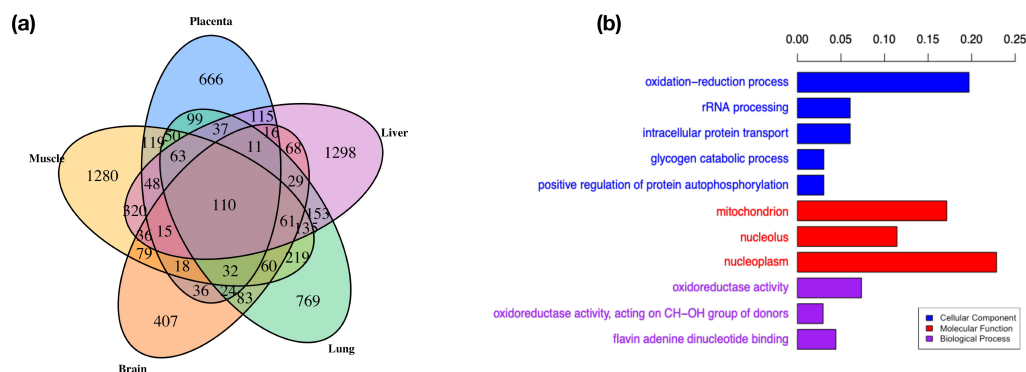 (a)
Placenta
666
Liver
115
99
37
16
119
50
11
68
1298
Muscle
63
1280
48
29
110
320
153
61
135
36
15
79
219
18
32
60
36
24
83
769
407
Lung
Brain
(b)
0.00 0.05 0.10 0.15 0.20 0.25
oxidation-reduction process
rRNA processing
intracellular protein transport
glycogen catabolic process
positive regulation of protein autophosphorylation
mitochondrion
nucleolus
nucleoplasm
oxidoreductase activity
oxidoreductase activity, acting on CH-OH group of donors
flavin adenine dinucleotide binding
Cellular Component
Molecular Function
Biological Process